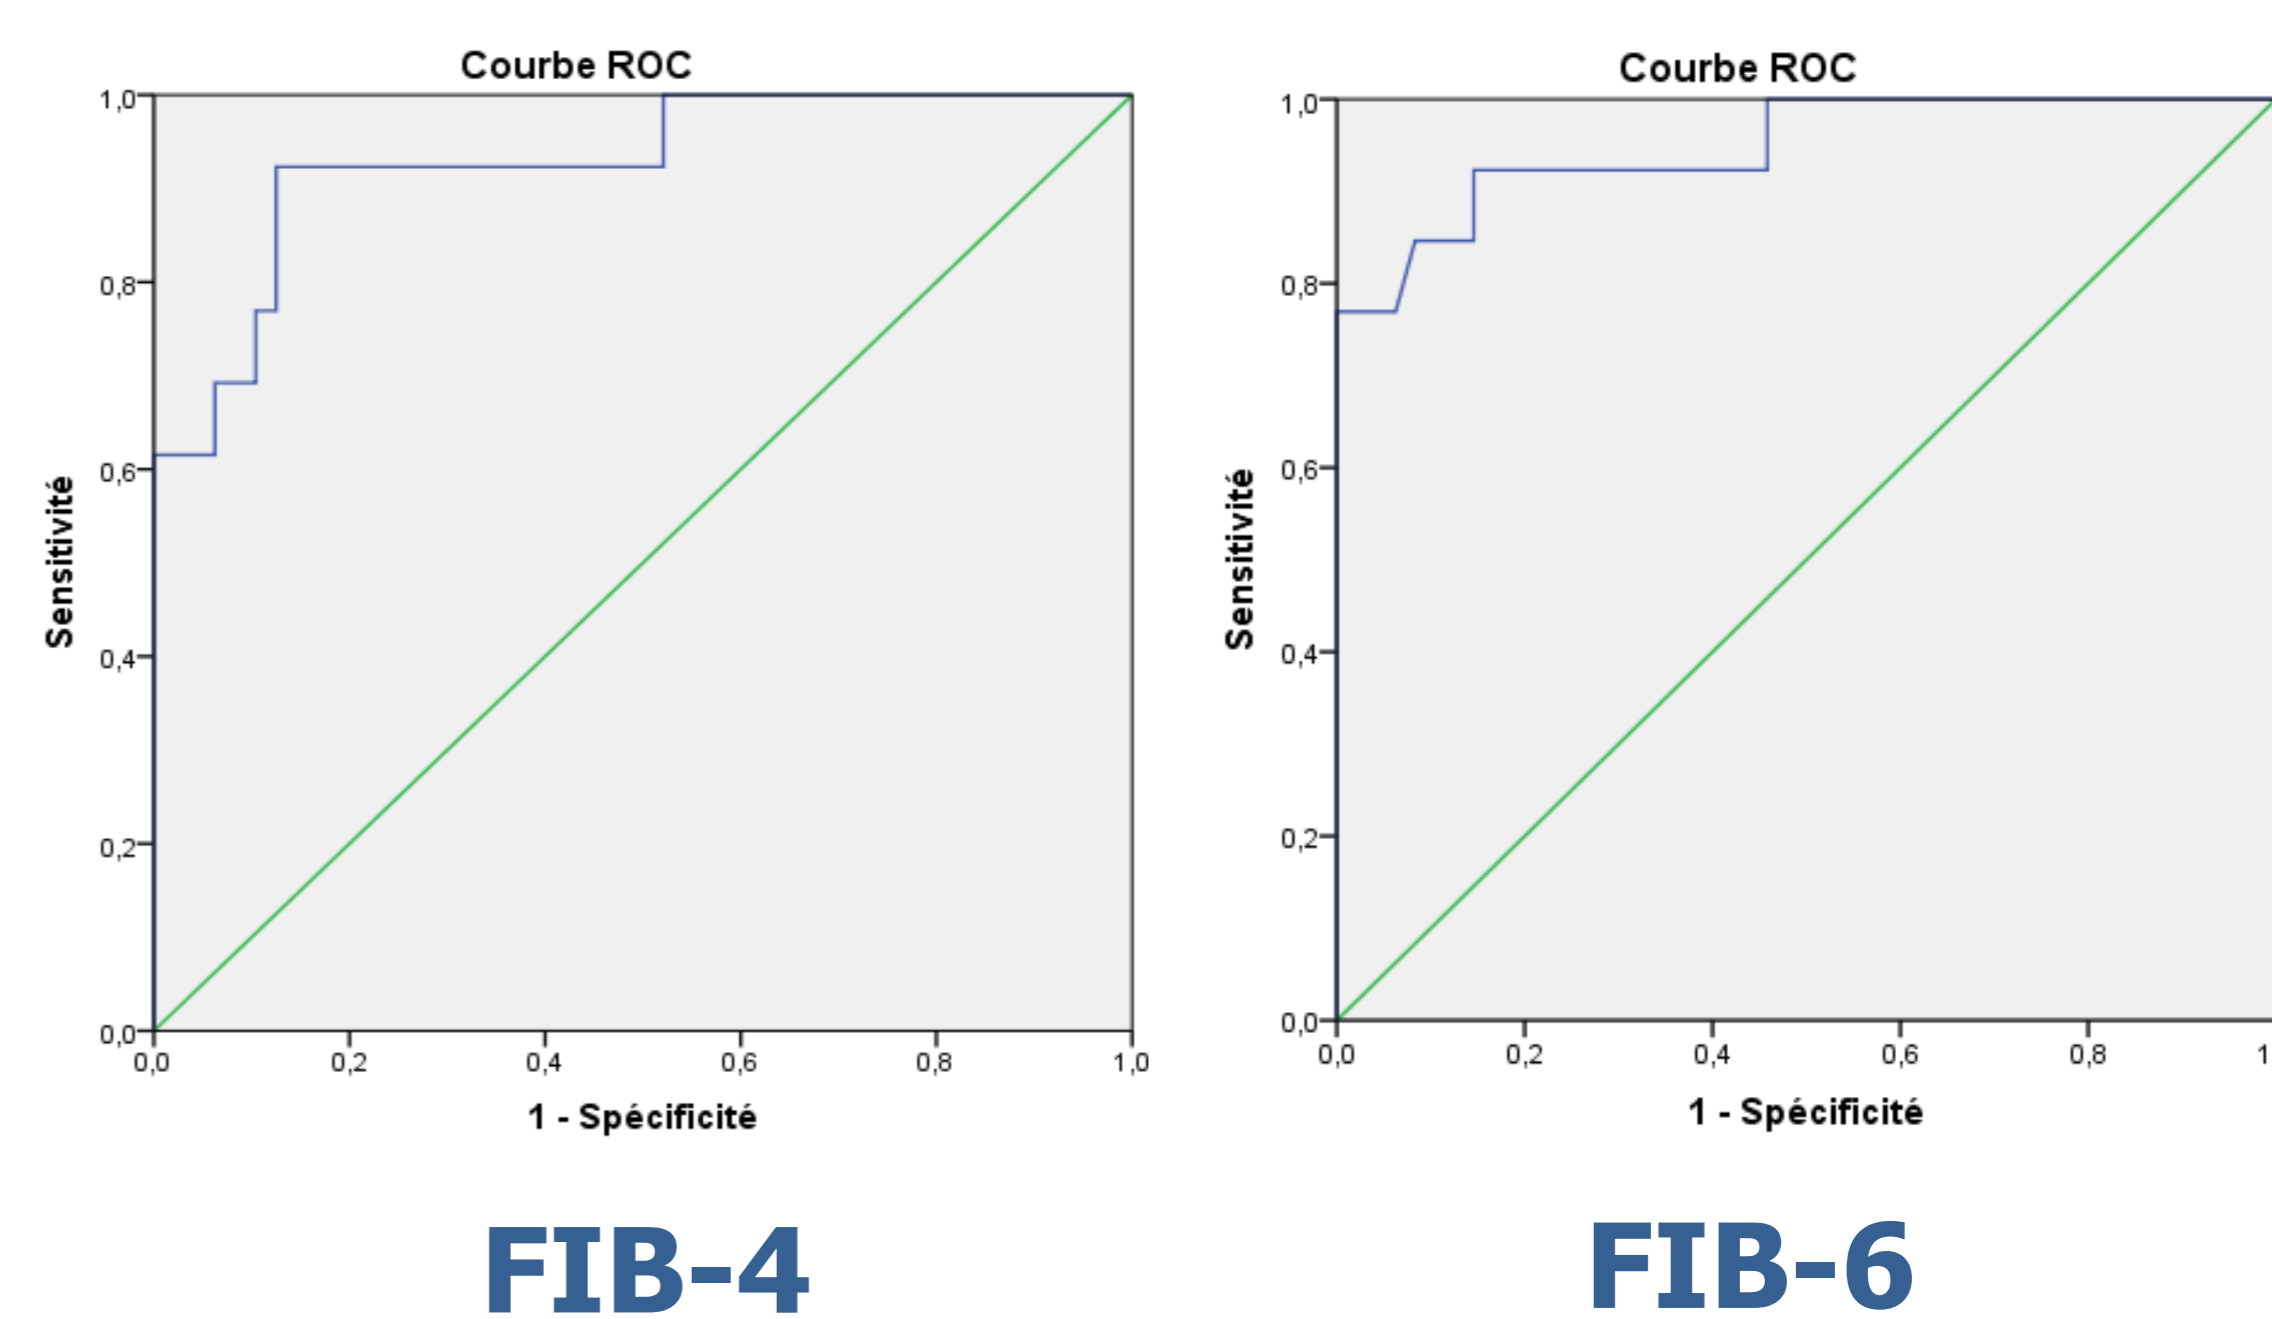 Courbe ROC
1,0
0,8
0,6
0,4
0,2
0,0
Sensitivité
0,0 0,2 0,4 0,6 0,8 1,0
1 - Spécificité
FIB-4
Courbe ROC
1,0
0,8
0,6
0,4
0,2
0,0
Sensitivité
0,0 0,2 0,4 0,6 0,8 1
1 - Spécificité
FIB-6